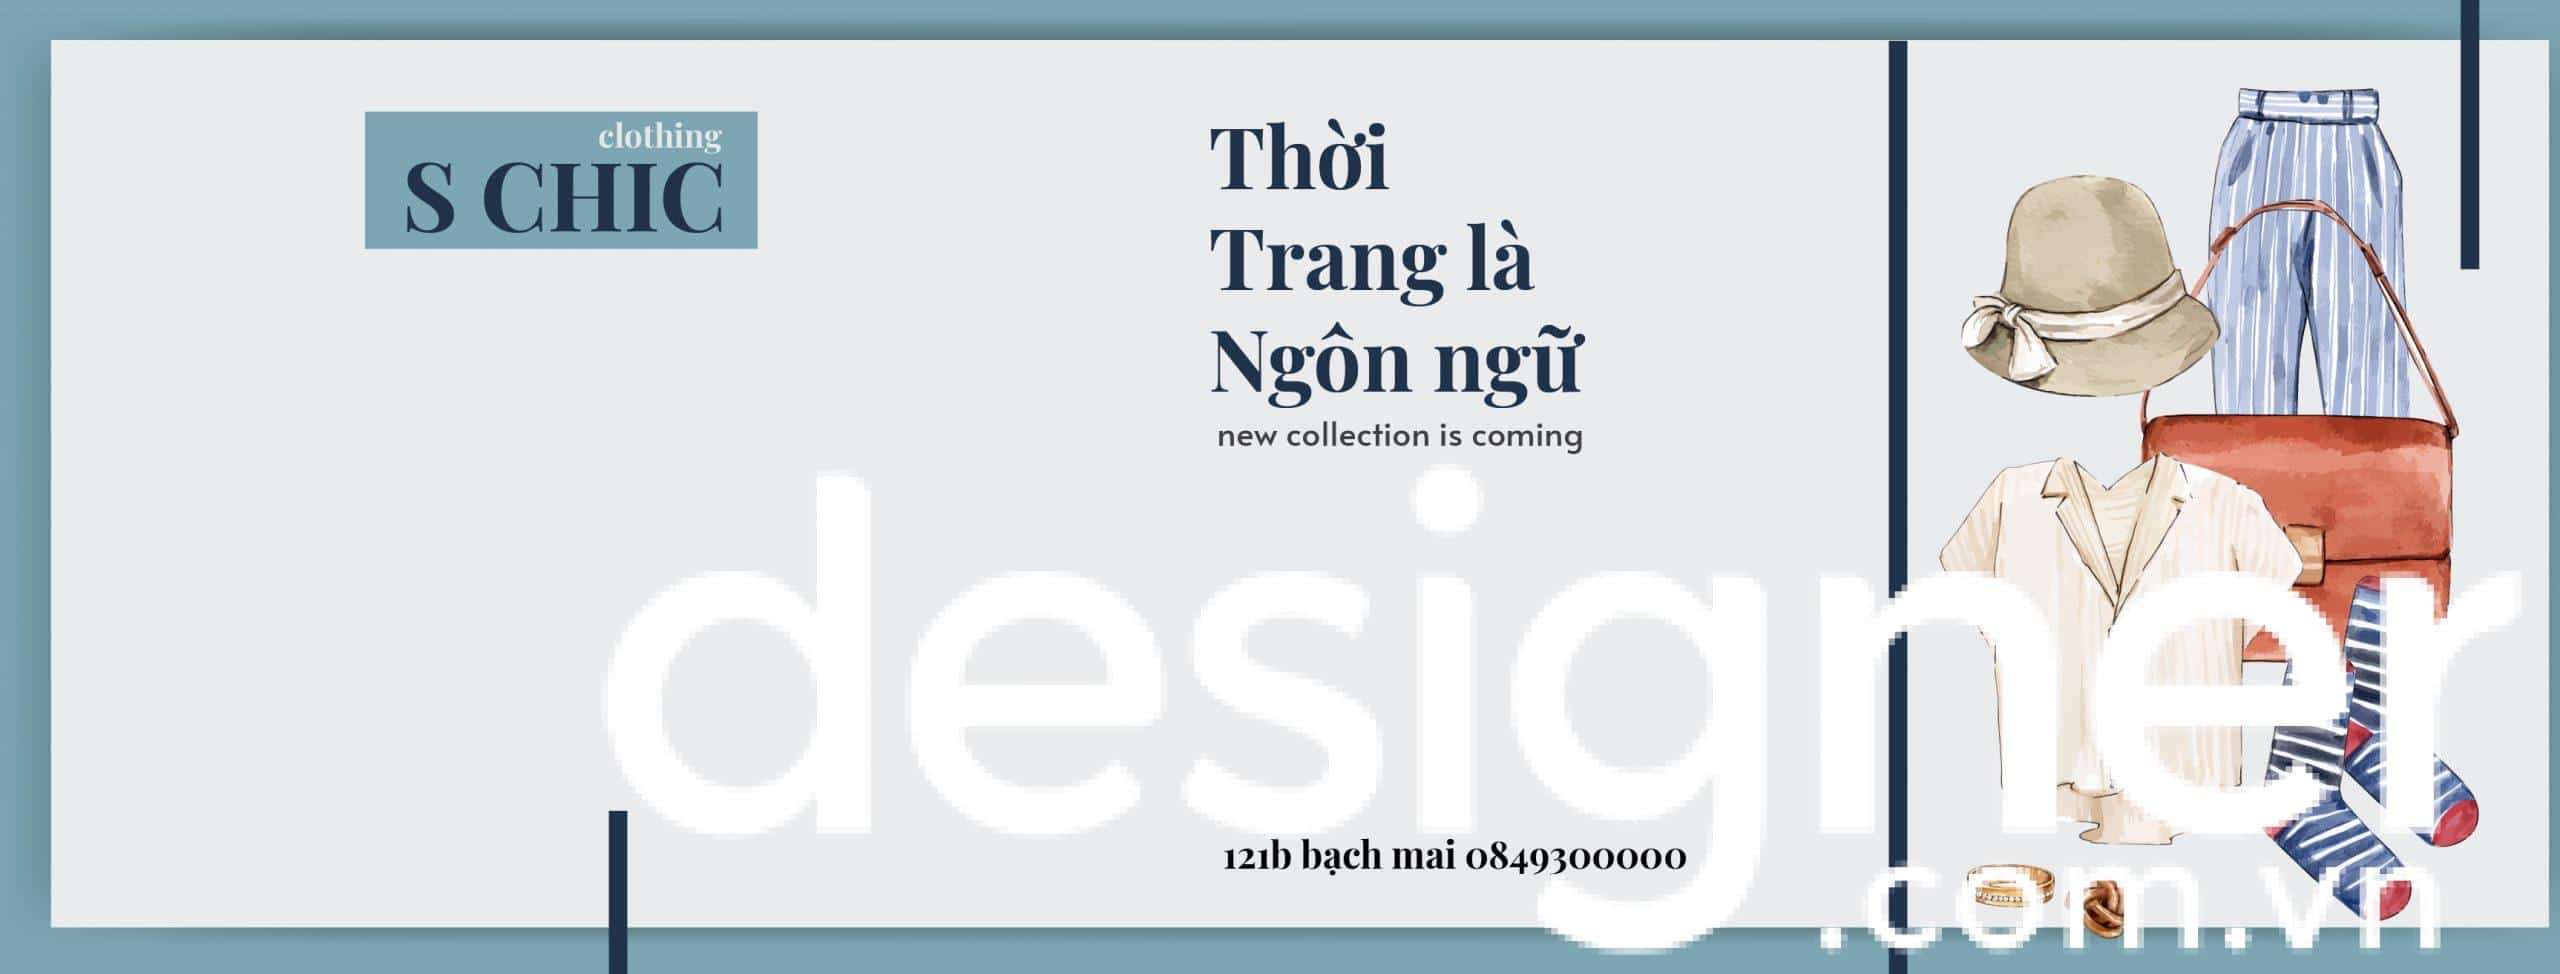 clothing
S CHIC
Thời
Trang là
Ngôn ngữ
new collection is coming
designer
.com.vn
121b bạch mai 0849300000